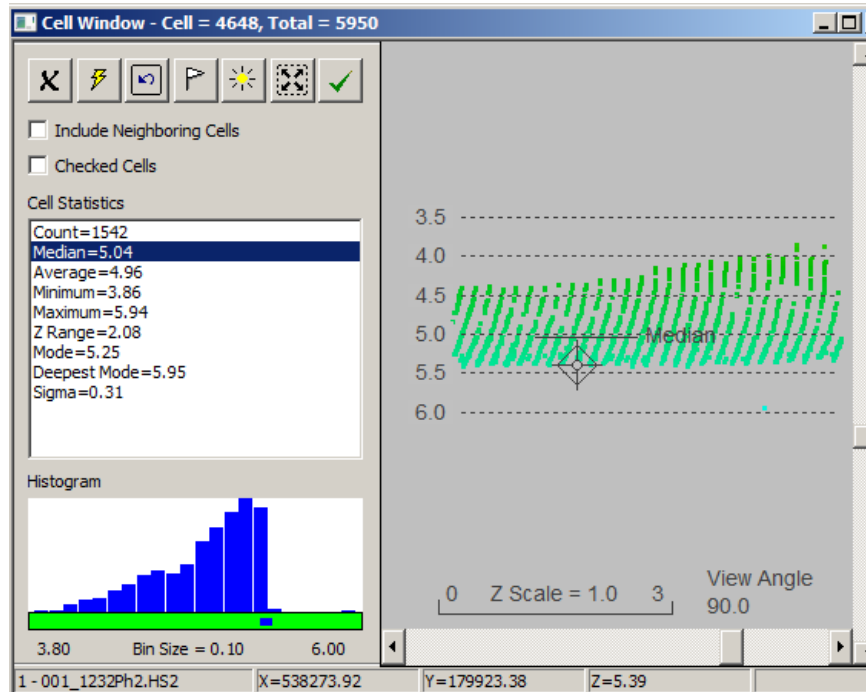 Cell Window - Cell = 4648, Total = 5950
Include Neighboring Cells
Checked Cells
Cell Statistics
Count=1542
Median=5.04
Average=4.96
Minimum=3.86
Maximum=5.94
Z Range=2.08
Mode=5.25
Deepest Mode=5.95
Sigma=0.31
Histogram
3.80 Bin Size = 0.10 6.00
3.5
4.0
4.5
5.0 Median
5.5
6.0
0 Z Scale = 1.0 3
View Angle
90.0
1 - 001_1232Ph2.HS2 X=538273.92 Y=179923.38 Z=5.39